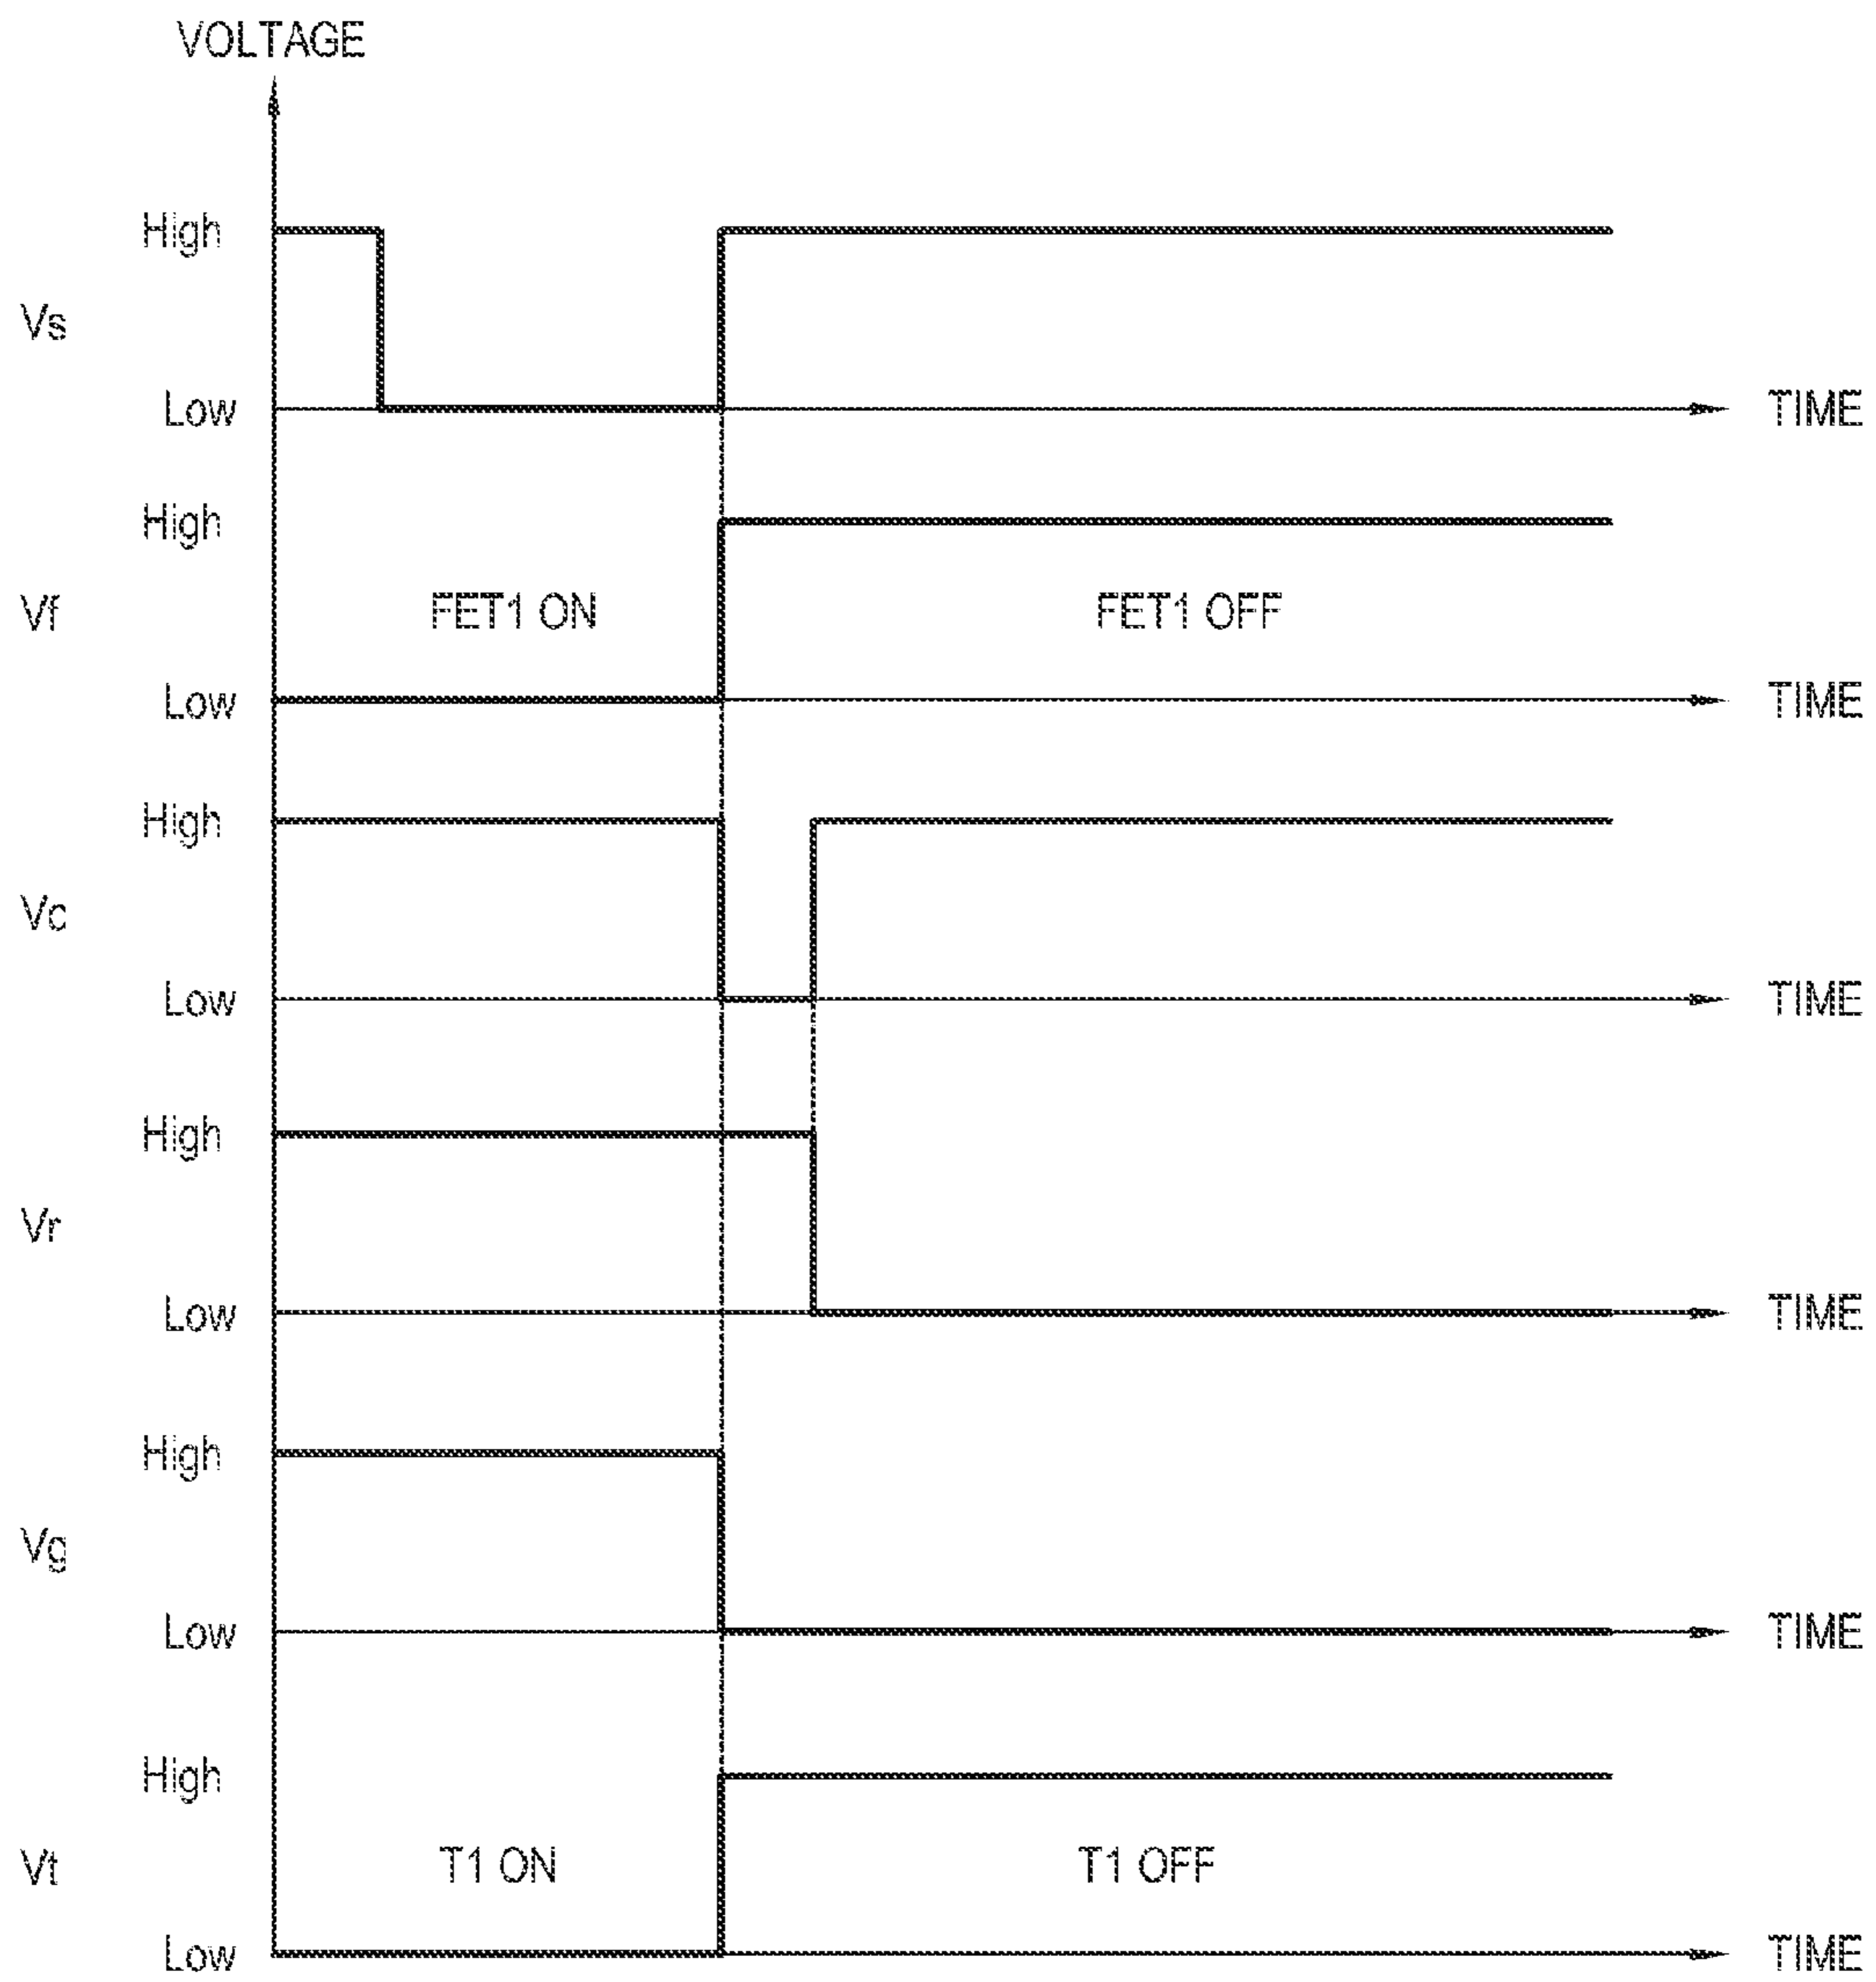 VOLTAGE
High
Vs
Low
TIME
High
Vf
FET1 ON
FET1 OFF
Low
TIME
High
Vc
Low
TIME
High
Vr
Low
TIME
High
Vg
Low
TIME
High
Vt
T1 ON
T1 OFF
Low
TIME